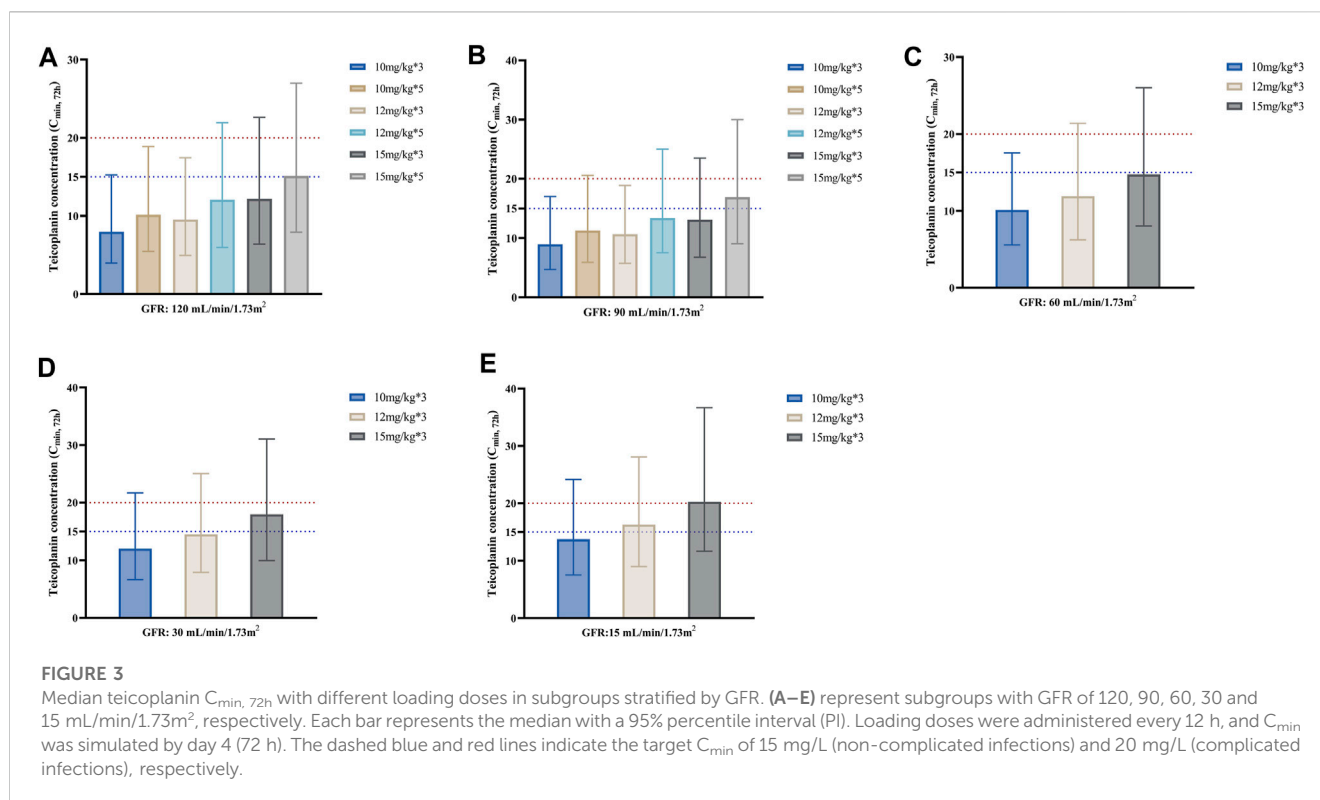 A
Teicoplanin concentration (Cmin, 72h)
30
20
15
10
0
GFR: 120 mL/min/1.73m²
10mg/kg*3
10mg/kg*5
12mg/kg*3
12mg/kg*5
15mg/kg*3
15mg/kg*5
B
Teicoplanin concentration (Cmin, 72h)
40
30
20
15
10
0
GFR: 90 mL/min/1.73m²
10mg/kg*3
10mg/kg*5
12mg/kg*3
12mg/kg*5
15mg/kg*3
15mg/kg*5
C
Teicoplanin concentration (Cmin, 72h)
30
20
15
10
0
GFR: 60 mL/min/1.73m²
10mg/kg*3
12mg/kg*3
15mg/kg*3
D
Teicoplanin concentration (Cmin, 72h)
40
30
20
15
10
0
GFR: 30 mL/min/1.73m²
10mg/kg*3
12mg/kg*3
15mg/kg*3
E
Teicoplanin concentration (Cmin, 72h)
40
30
20
15
10
0
GFR:15 mL/min/1.73m²
10mg/kg*3
12mg/kg*3
15mg/kg*3
FIGURE 3
Median teicoplanin Cmin, 72h with different loading doses in subgroups stratified by GFR. (A–E) represent subgroups with GFR of 120, 90, 60, 30 and
15 mL/min/1.73m², respectively. Each bar represents the median with a 95% percentile interval (PI). Loading doses were administered every 12 h, and Cmin
was simulated by day 4 (72 h). The dashed blue and red lines indicate the target Cmin of 15 mg/L (non-complicated infections) and 20 mg/L (complicated
infections), respectively.